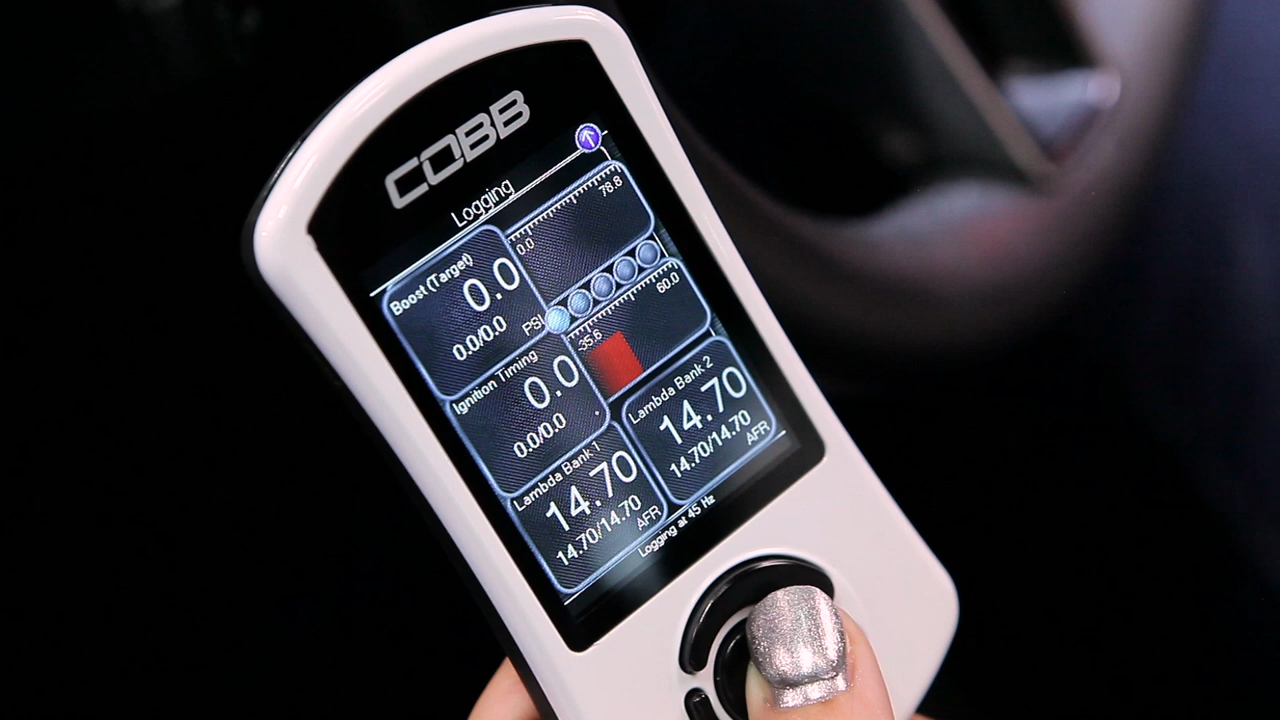 COBB
Logging
Boost (Target)
0.0
0.0/0.0
PSI
0.0
78.8
Ignition Timing
0.0
0.0/0.0
-35.6
60.0
Lambda Bank 1
14.70
14.70/14.70
AFR
Lambda Bank 2
14.70
14.70/14.70
AFR
Logging at 45 Hz